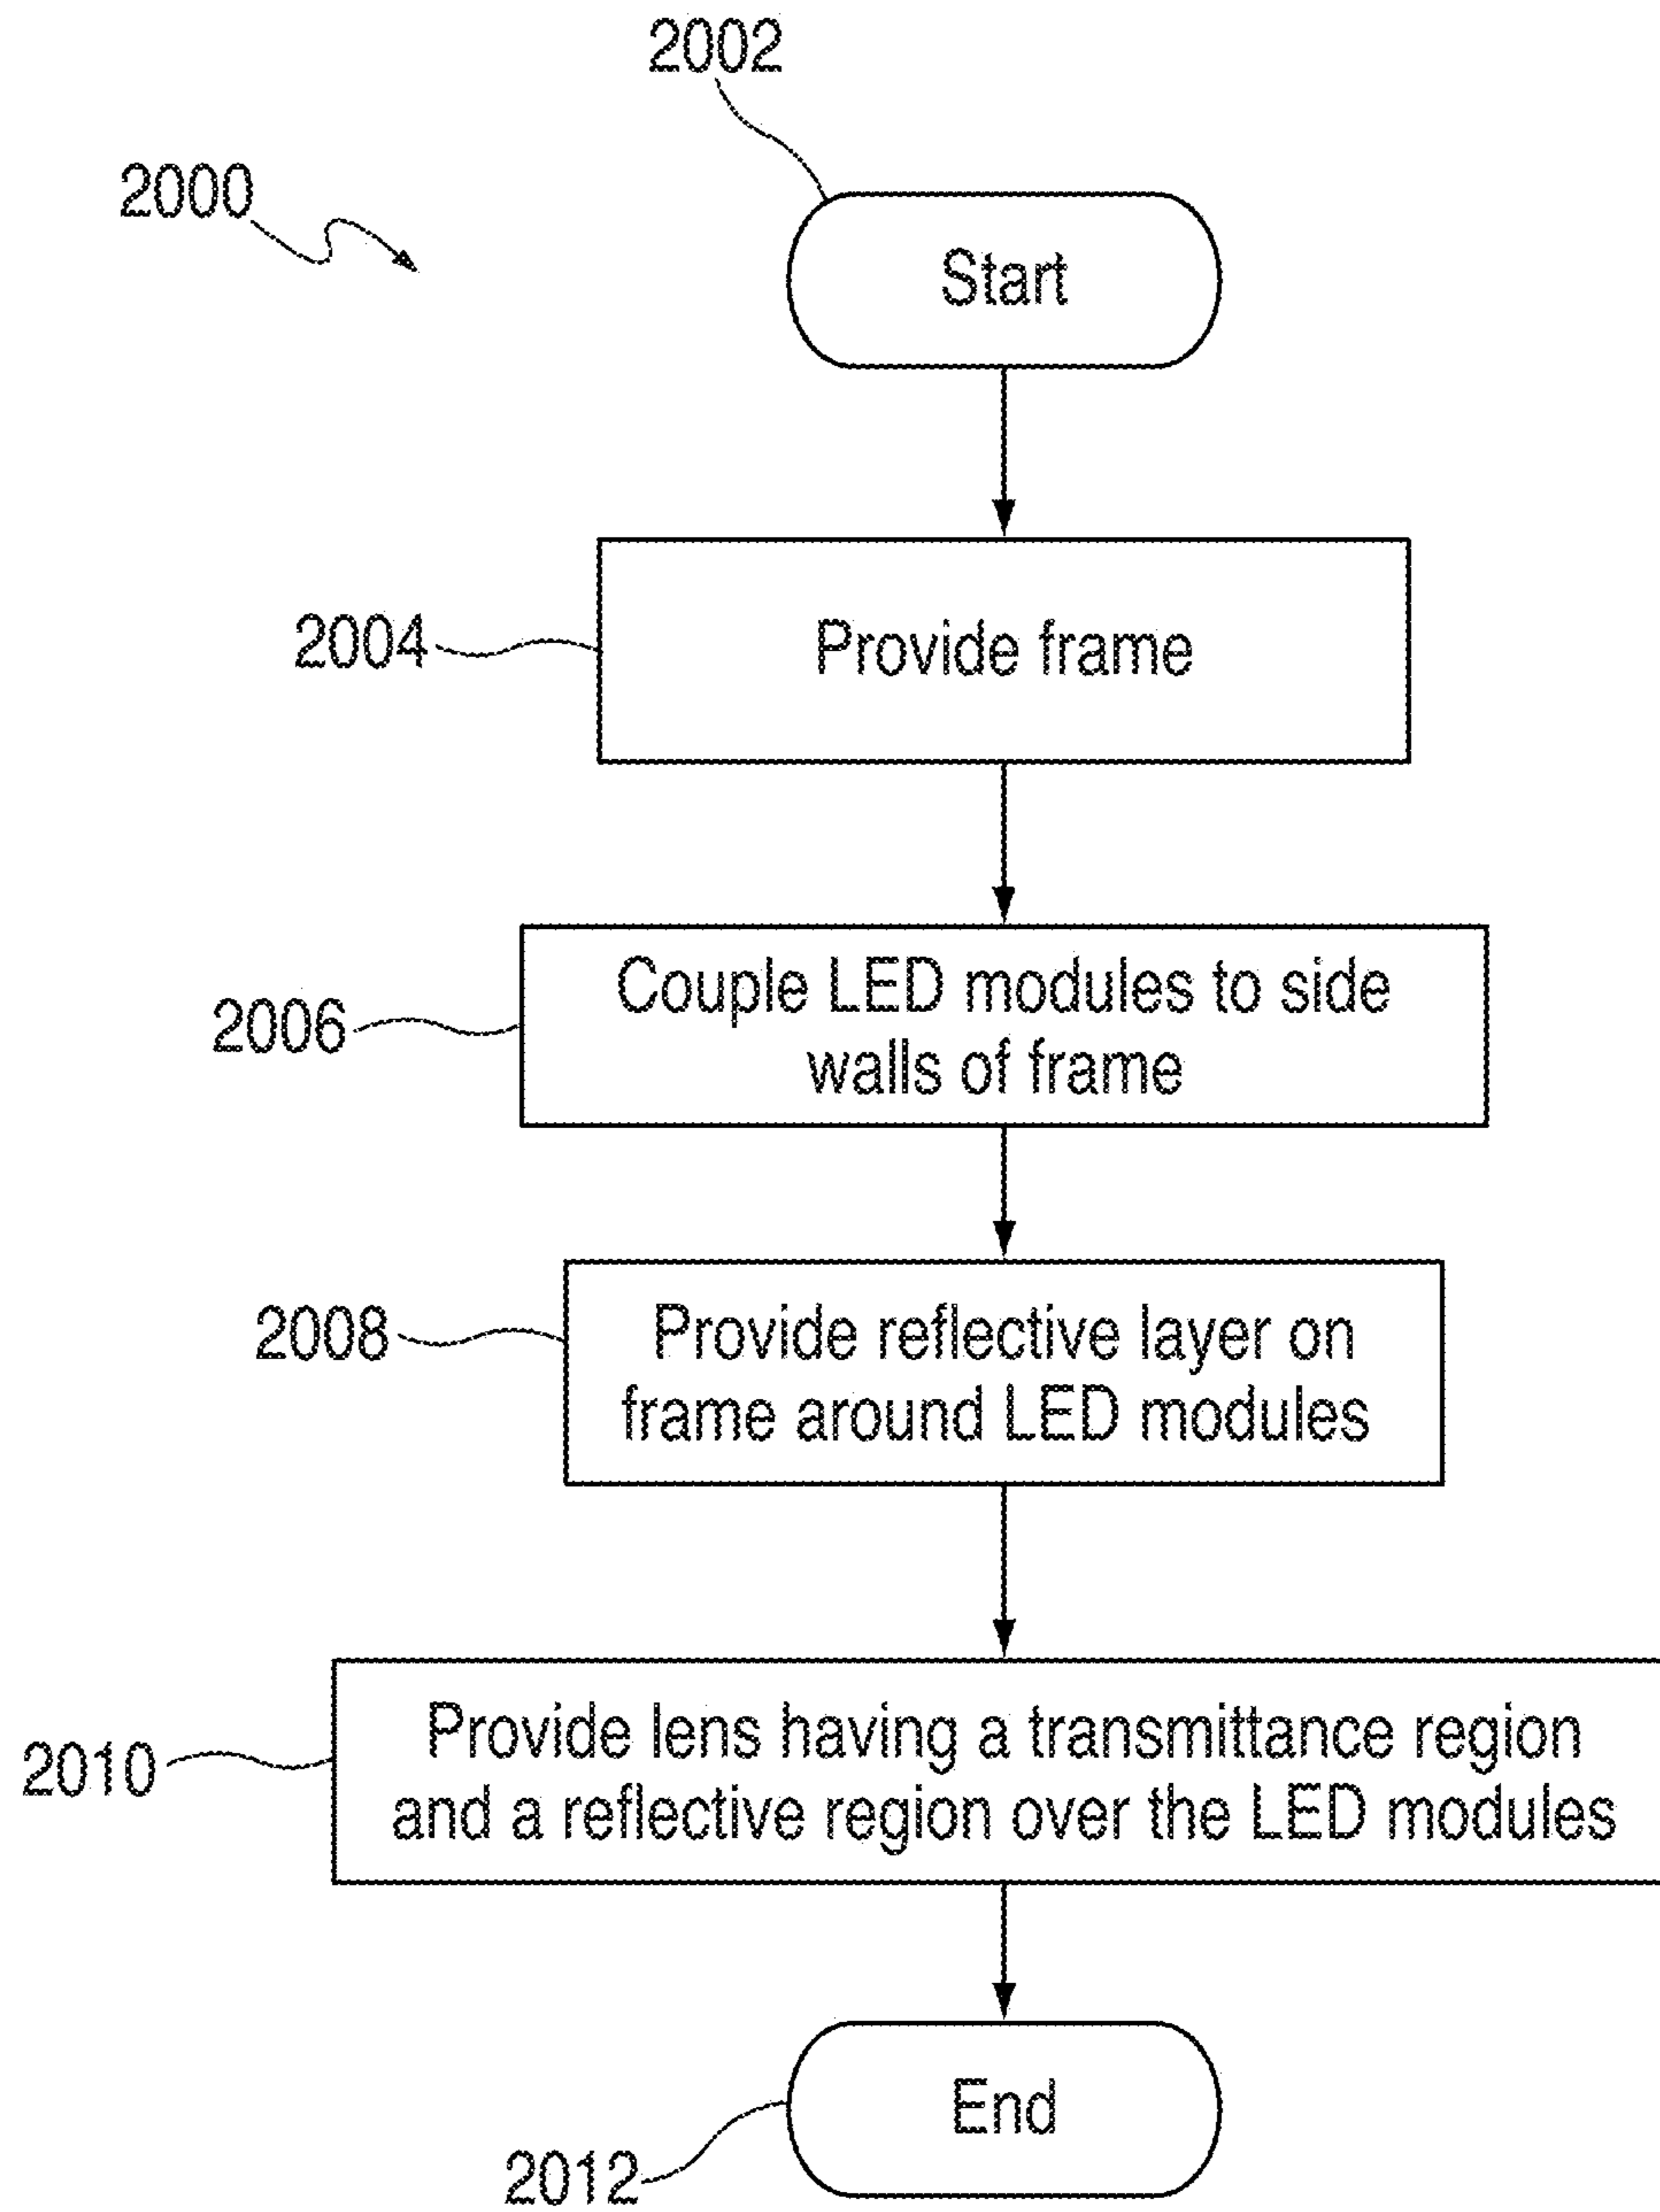 2002
2000
Start
2004
Provide frame
2006
Couple LED modules to side
walls of frame
2008
Provide reflective layer on
frame around LED modules
2010
Provide lens having a transmittance region
and a reflective region over the LED modules
End
2012